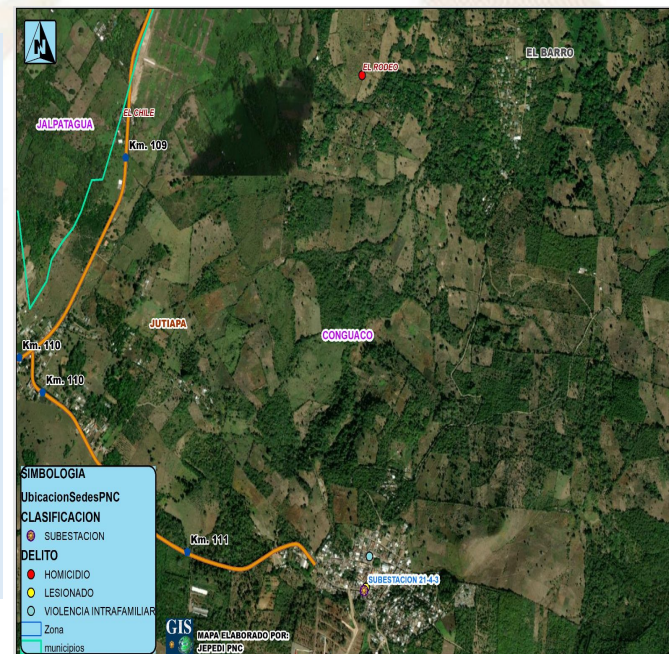 N
EL RODEO
EL BARRO
EL CHILE
JALPATAGUA
Km. 109
JUTIAPA
CONGUACO
Km. 110
Km. 110
Km. 111
SUBESTACION 21-4-3
SIMBOLOGIA
UbicacionSedesPNC
CLASIFICACION
SUBESTACION
DELITO
HOMICIDIO
LESIONADO
VIOLENCIA INTRAFAMILIAR
Zona
municipios
GIS
MAPA ELABORADO POR:
JEPEDI PNC